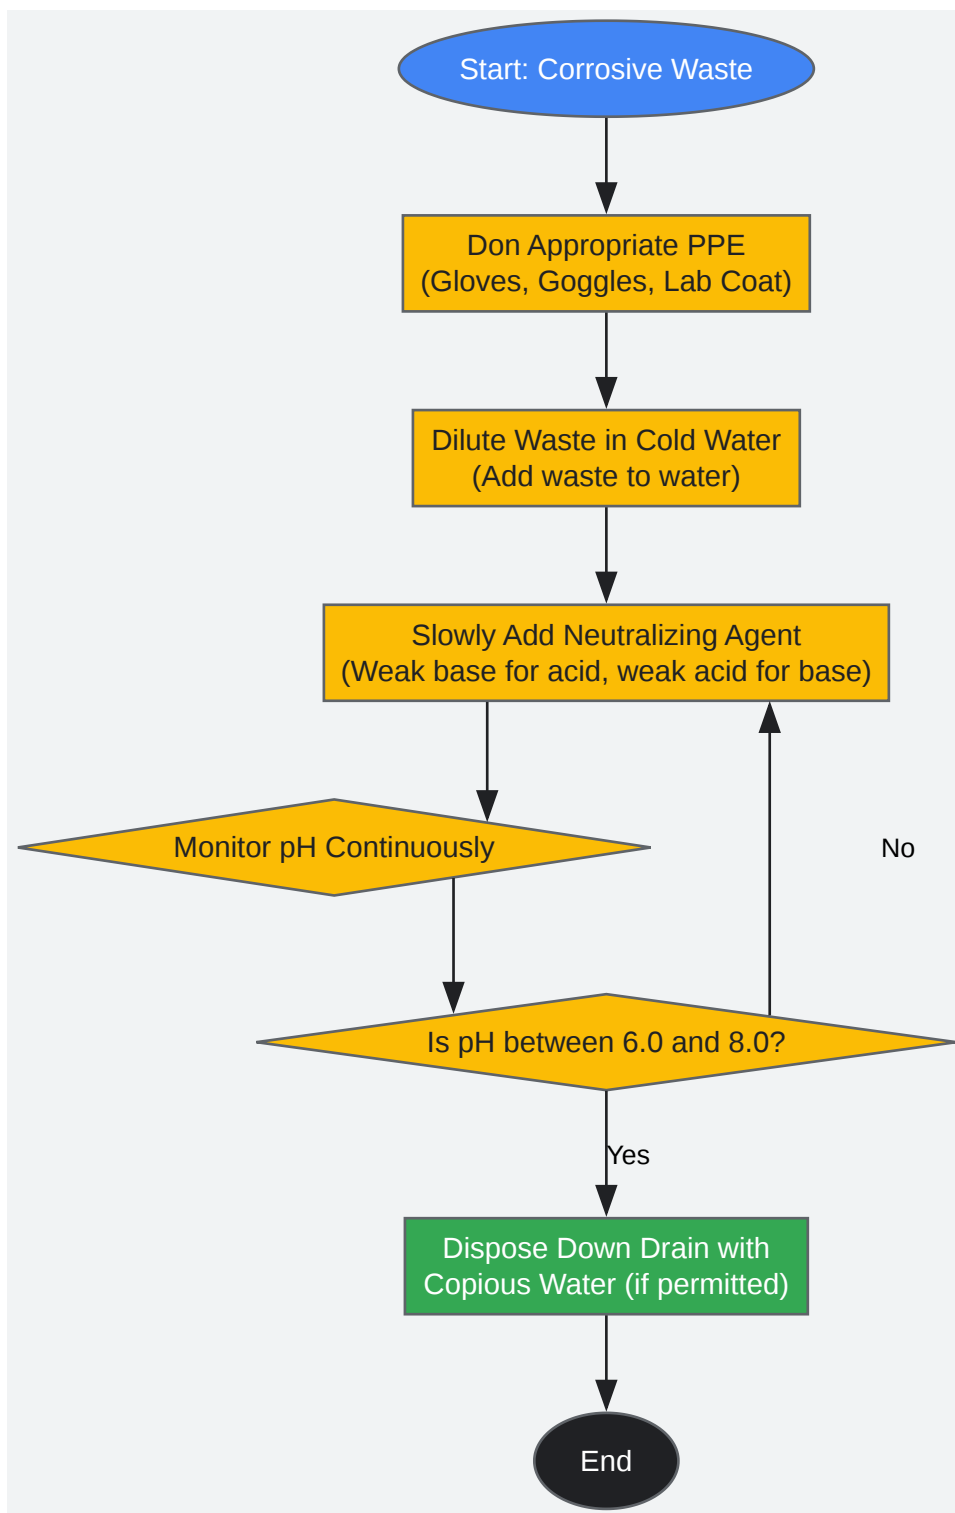 Start: Corrosive Waste
Don Appropriate PPE
(Gloves, Goggles, Lab Coat)
Dilute Waste in Cold Water
(Add waste to water)
Slowly Add Neutralizing Agent
(Weak base for acid, weak acid for base)
Monitor pH Continuously
No
Is pH between 6.0 and 8.0?
Yes
Dispose Down Drain with
Copious Water (if permitted)
End